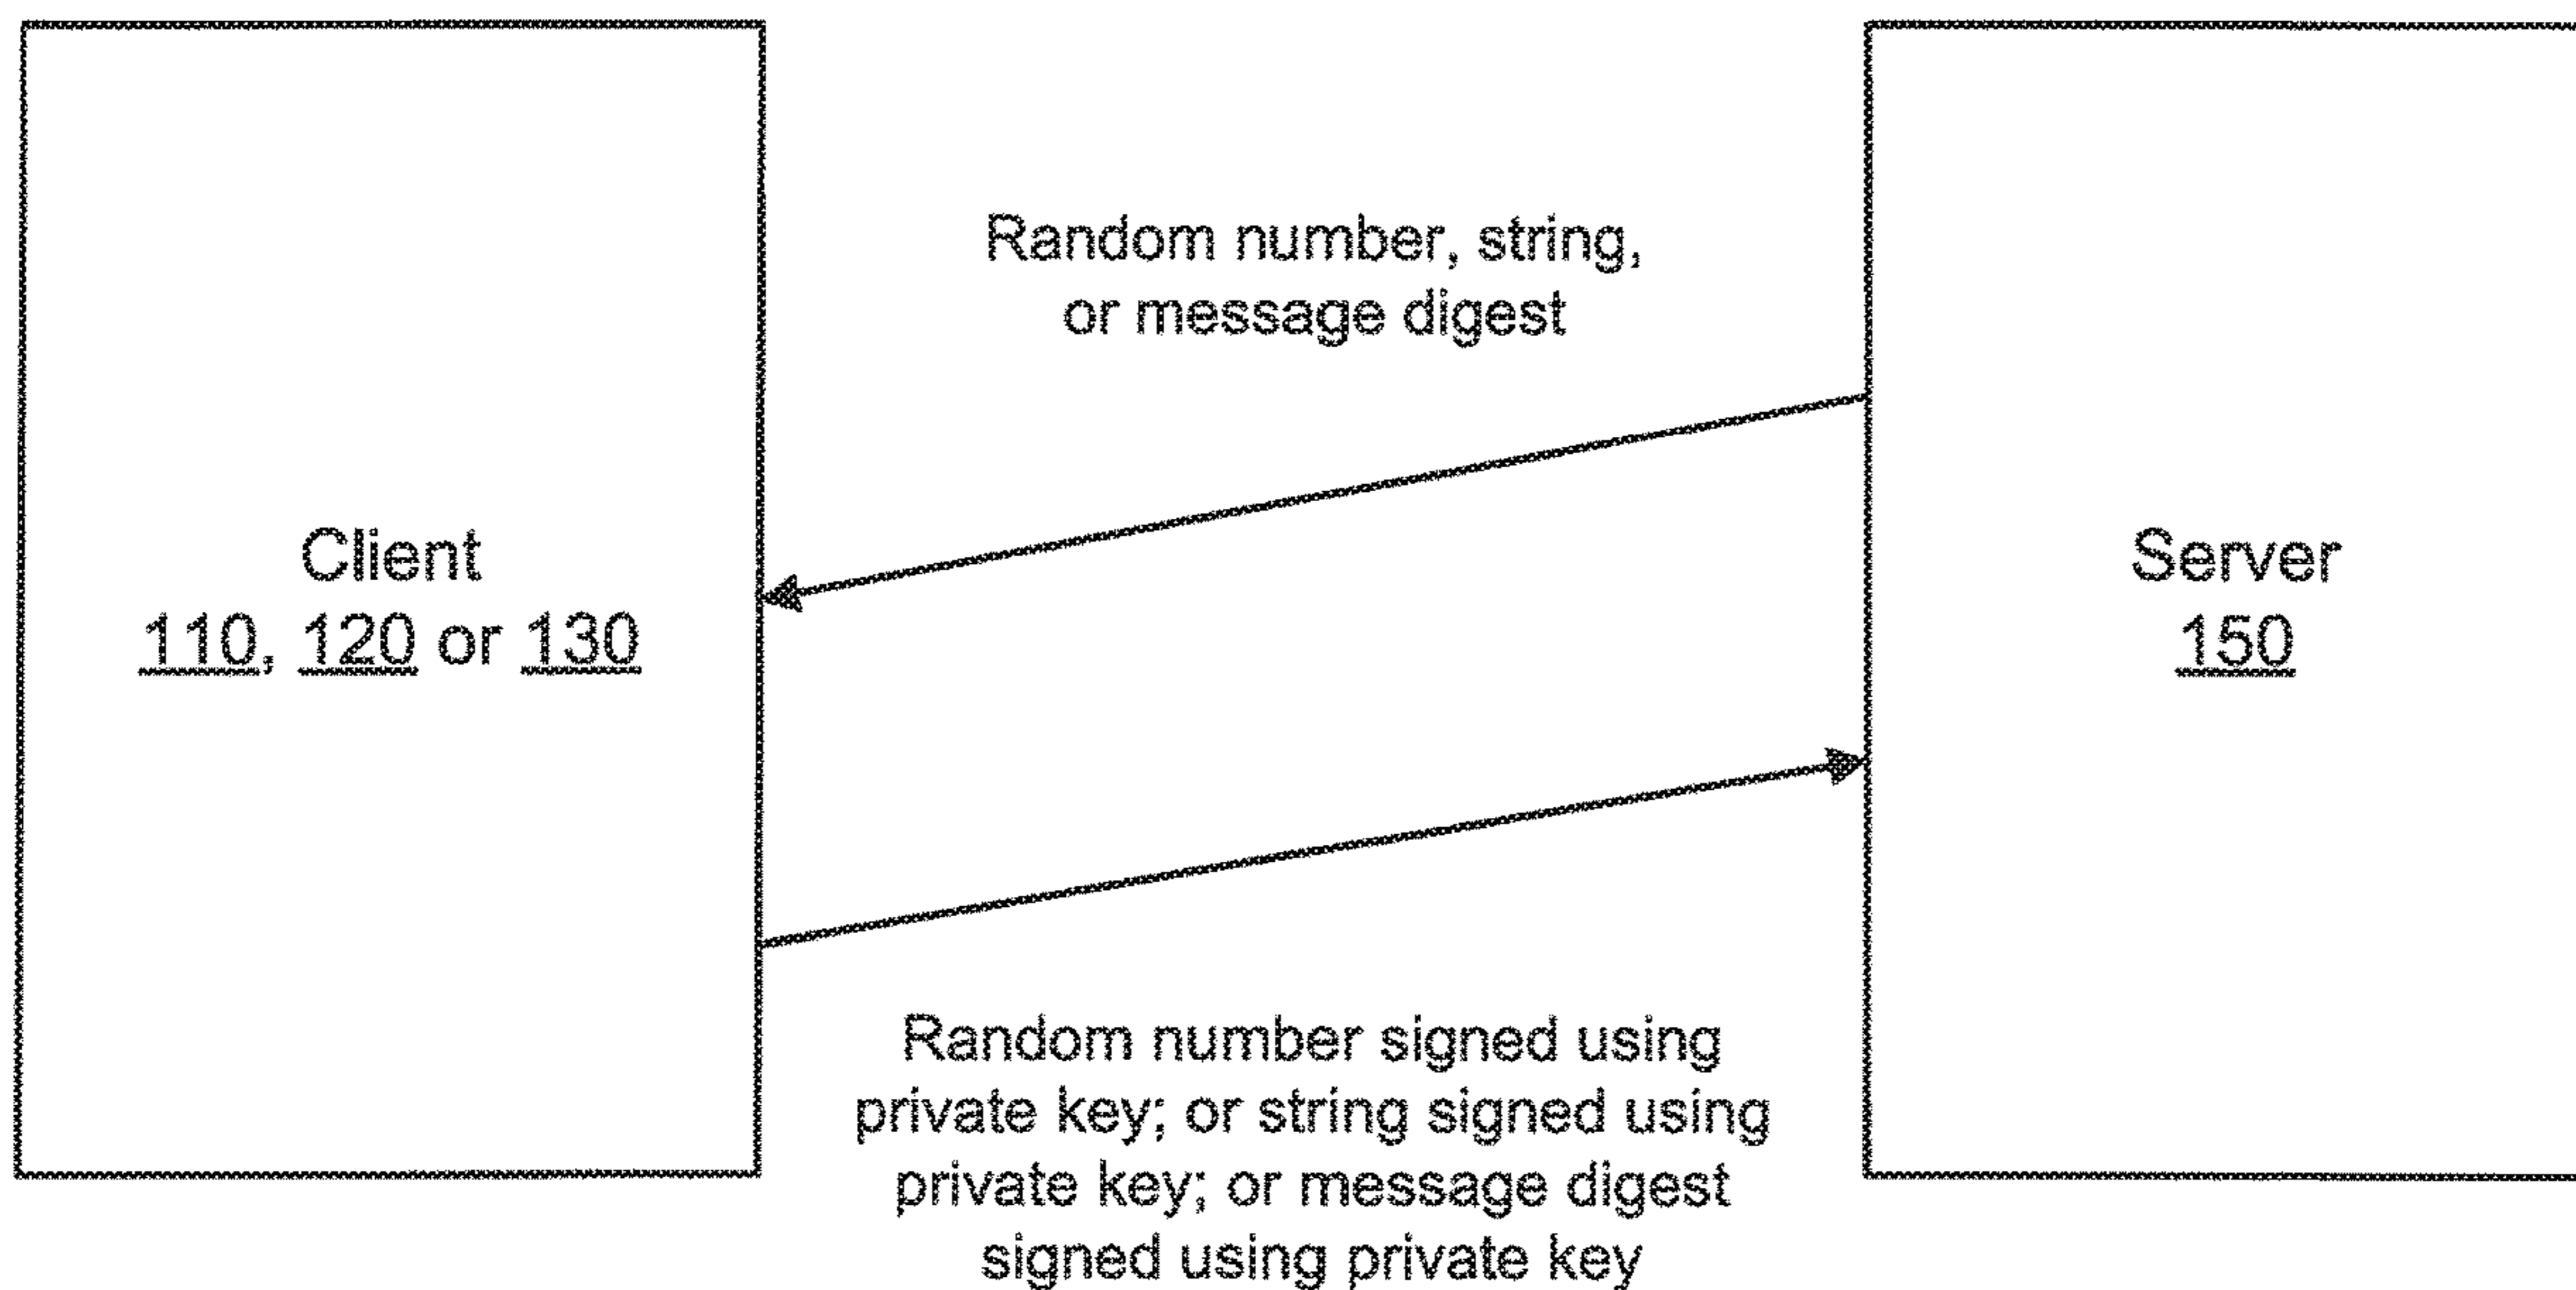 Random number, string,
or message digest
Client
110, 120 or 130
Server
150
Random number signed using
private key; or string signed using
private key; or message digest
signed using private key